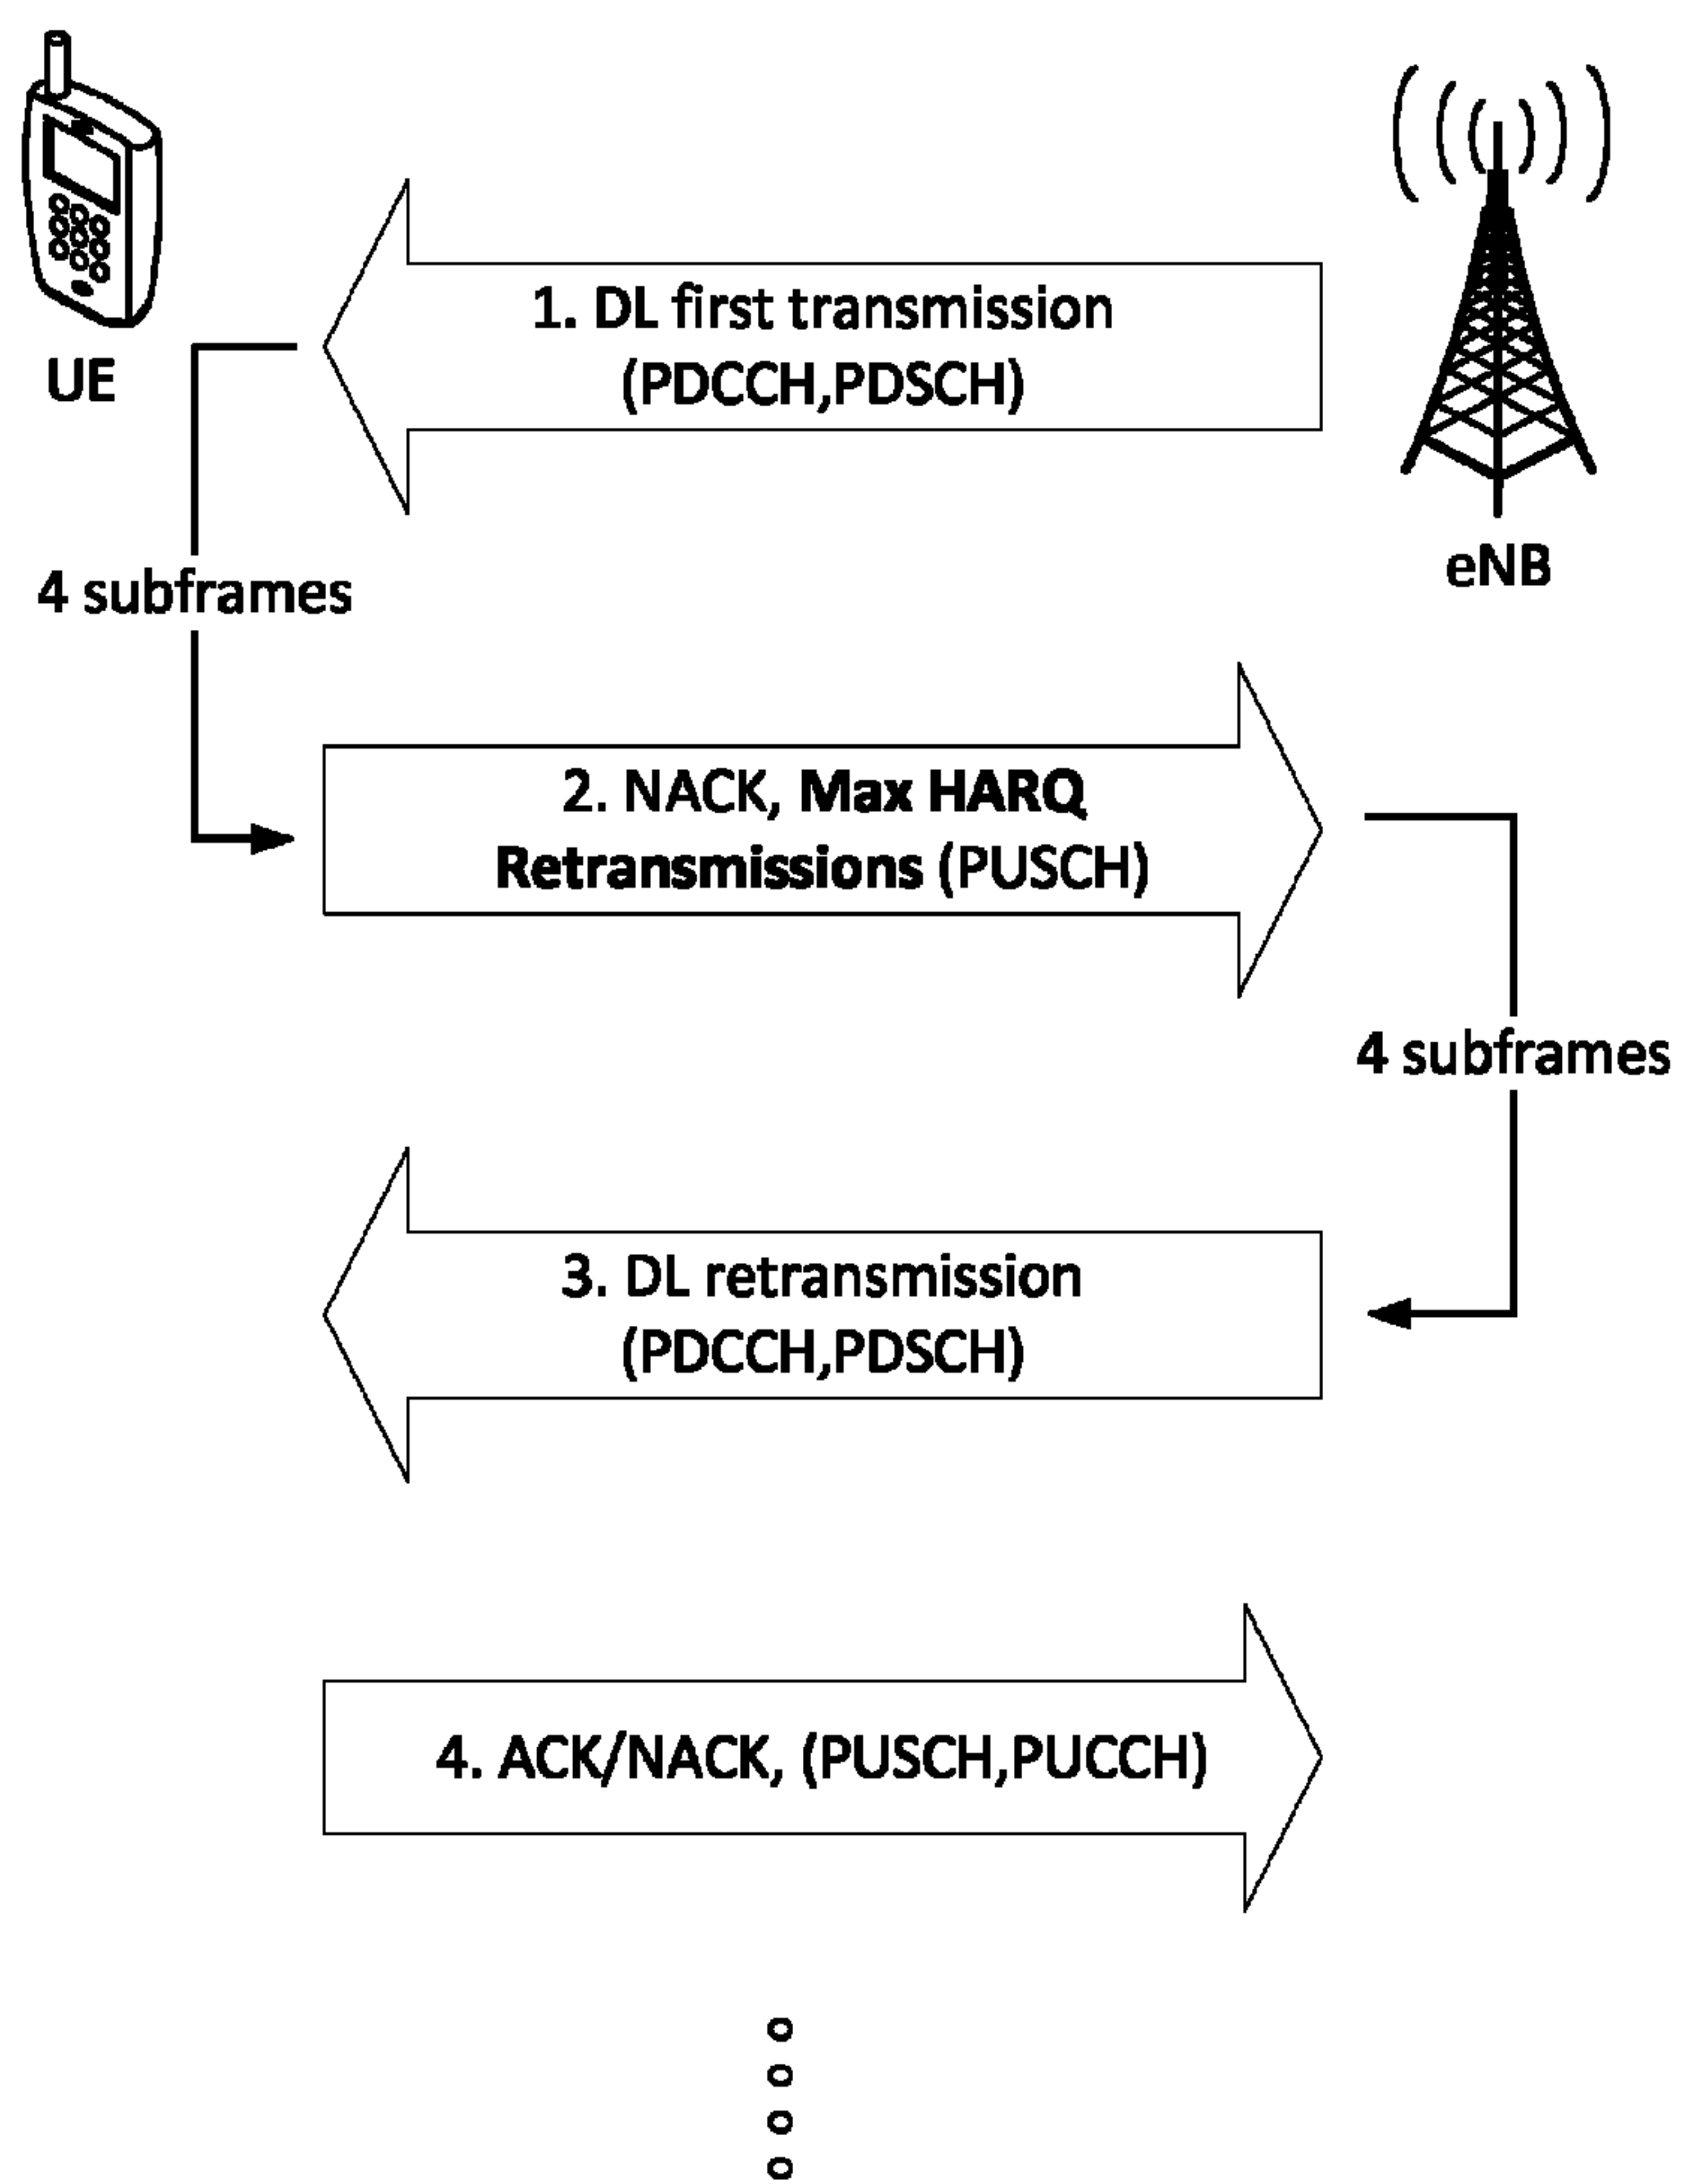 1. DL first transmission
(PDCCH,PDSCH)
UE
eNB
4 subframes
2. NACK, Max HARQ
Retransmissions (PUSCH)
4 subframes
3. DL retransmission
(PDCCH,PDSCH)
4. ACK/NACK, (PUSCH,PUCCH)